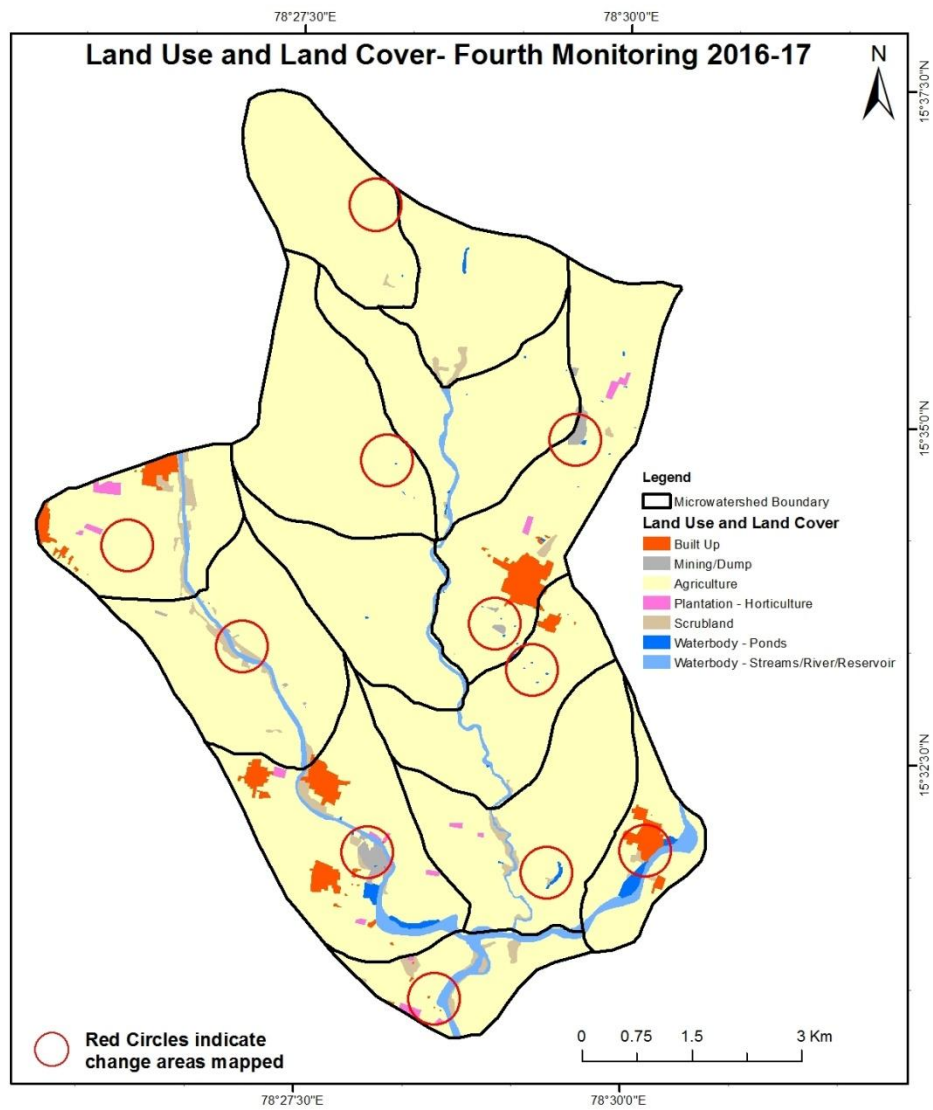 78°27'30"E
78°30'0"E
Land Use and Land Cover- Fourth Monitoring 2016-17
N
15°37'30"N
15°35'0"N
Legend
Microwatershed Boundary
Land Use and Land Cover
Built Up
Mining/Dump
Agriculture
Plantation - Horticulture
Scrubland
Waterbody - Ponds
Waterbody - Streams/River/Reservoir
15°32'30"N
Red Circles indicate
change areas mapped
0 0.75 1.5 3 Km
78°27'30"E
78°30'0"E